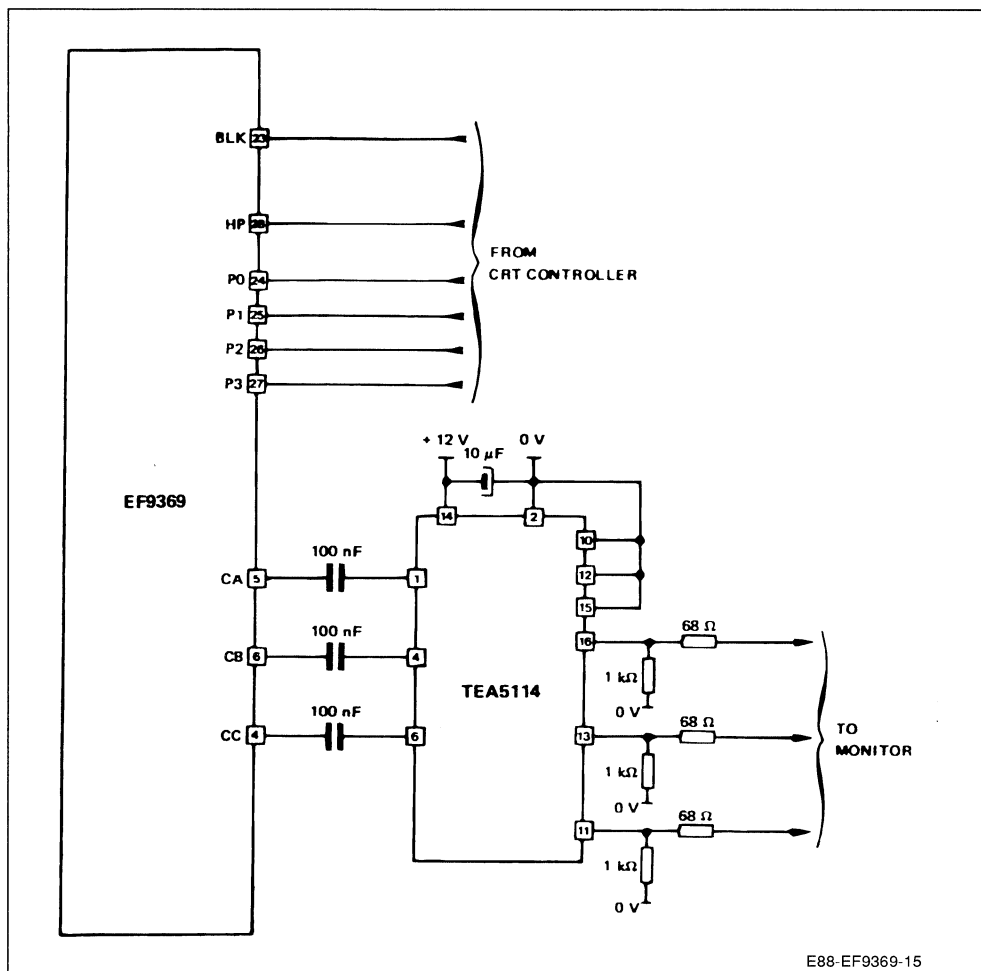 BLK 23
HP 28
P0 24
P1 25
P2 26
P3 27
FROM
CRT CONTROLLER
EF9369
+ 12 V
0 V
10 µF
14
2
10
12
15
CA 5
100 nF
1
CB 6
100 nF
4
CC 4
100 nF
6
TEA5114
16
68 Ω
1 kΩ
0 V
13
68 Ω
1 kΩ
0 V
11
68 Ω
1 kΩ
0 V
TO
MONITOR
E88-EF9369-15